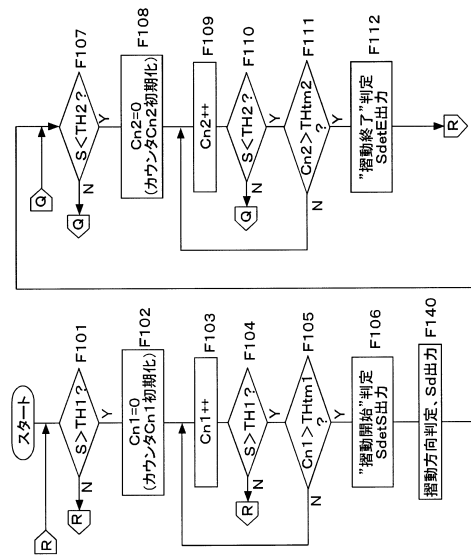 スタート
R
S>TH1?
F101
N
R
Y
Cn1=0
(カウンタCn1初期化)
F102
Cn1++
F103
S>TH1?
F104
N
R
Y
Cn1>THtm1
?
F105
N
Y
"摺動開始"判定
SdetS出力
F106
摺動方向判定、Sd出力
F140
Q
S<TH2?
F107
N
Q
Y
Cn2=0
(カウンタCn2初期化)
F108
Cn2++
F109
S<TH2?
F110
N
Q
Y
Cn2>THtm2
?
F111
N
Y
"摺動終了"判定
SdetE出力
F112
R